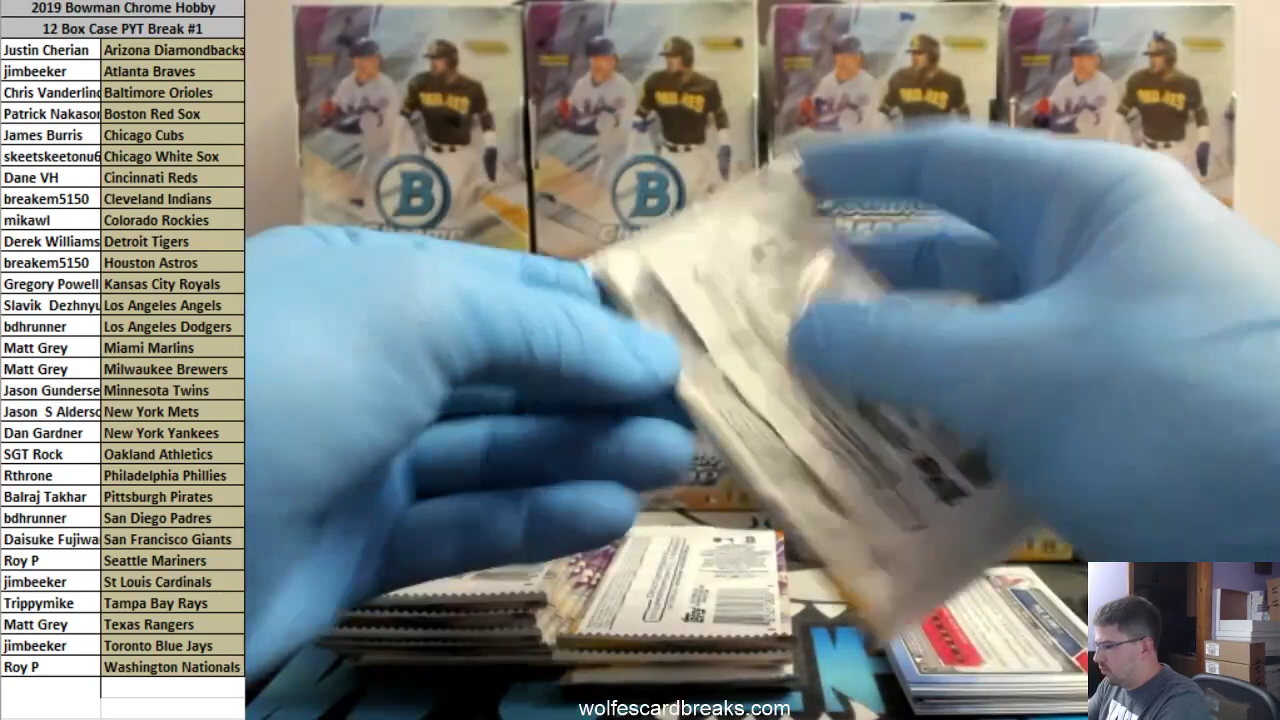 2019 Bowman Chrome Hobby
12 Box Case PYT Break #1
Justin Cherian Arizona Diamondbacks
jimbeeker Atlanta Braves
Chris Vanderlind Baltimore Orioles
Patrick Nakason Boston Red Sox
James Burris Chicago Cubs
skeetskeetonu6 Chicago White Sox
Dane VH Cincinnati Reds
breakem5150 Cleveland Indians
mikawl Colorado Rockies
Derek Williams Detroit Tigers
breakem5150 Houston Astros
Gregory Powell Kansas City Royals
Slavik Dezhnyu Los Angeles Angels
bdhrunner Los Angeles Dodgers
Matt Grey Miami Marlins
Matt Grey Milwaukee Brewers
Jason Gunderse Minnesota Twins
Jason S Alderso New York Mets
Dan Gardner New York Yankees
SGT Rock Oakland Athletics
Rthrone Philadelphia Phillies
Balraj Takhar Pittsburgh Pirates
bdhrunner San Diego Padres
Daisuke Fujiwa San Francisco Giants
Roy P Seattle Mariners
jimbeeker St Louis Cardinals
Trippymike Tampa Bay Rays
Matt Grey Texas Rangers
jimbeeker Toronto Blue Jays
Roy P Washington Nationals
PADRES
B
B
topps
wolfescardbreaks.com